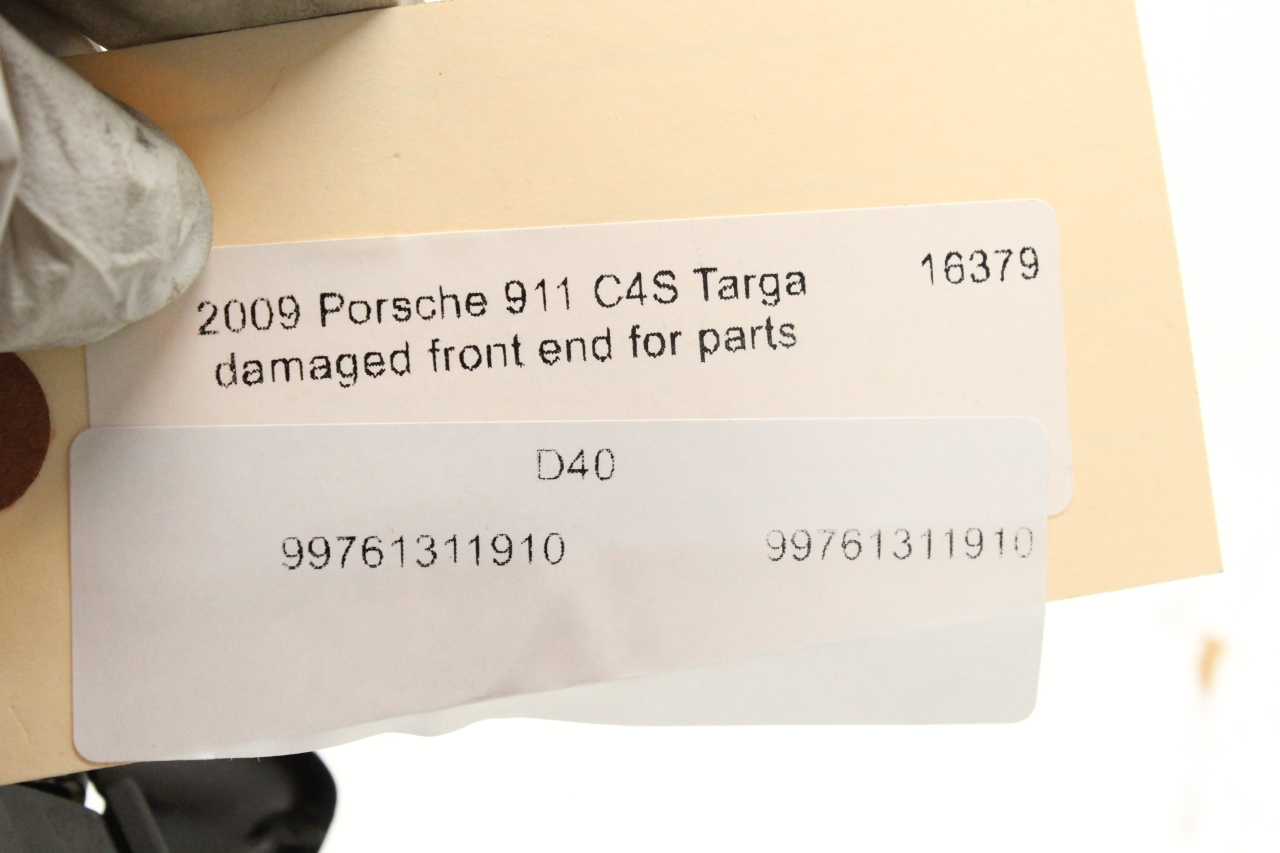 2009 Porsche 911 C4S Targa 16379
damaged front end for parts
D40
99761311910 99761311910